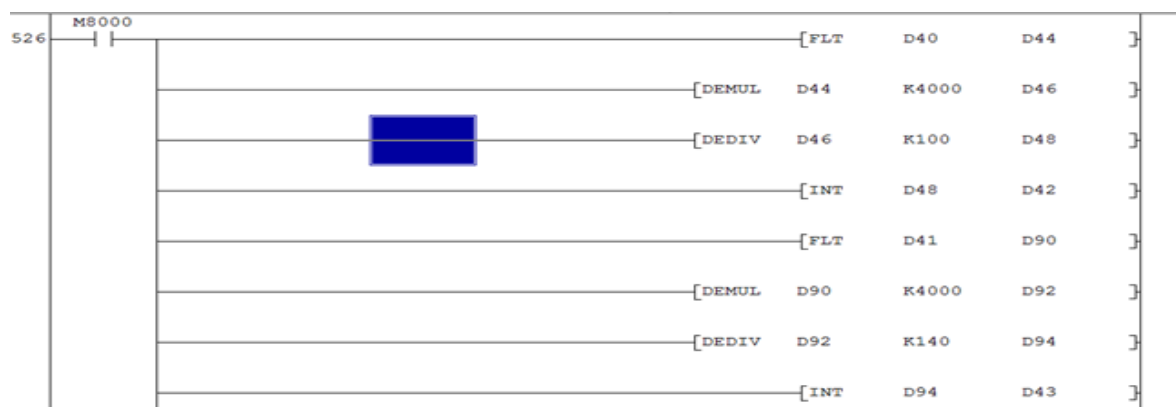 M8000
526 [FLT D40 D44 ]
[DEMUL D44 K4000 D46 ]
[DEDIV D46 K100 D48 ]
[INT D48 D42 ]
[FLT D41 D90 ]
[DEMUL D90 K4000 D92 ]
[DEDIV D92 K140 D94 ]
[INT D94 D43 ]